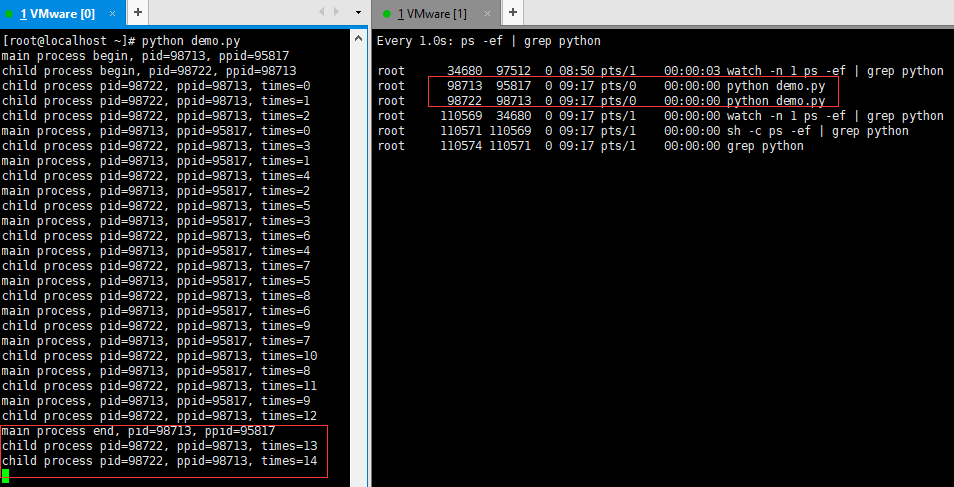 1 VMware [0] × +
[root@localhost ~]# python demo.py
main process begin, pid=98713, ppid=95817
child process begin, pid=98722, ppid=98713
child process pid=98722, ppid=98713, times=0
child process pid=98722, ppid=98713, times=1
child process pid=98722, ppid=98713, times=2
main process, pid=98713, ppid=95817, times=0
child process pid=98722, ppid=98713, times=3
main process, pid=98713, ppid=95817, times=1
child process pid=98722, ppid=98713, times=4
main process, pid=98713, ppid=95817, times=2
child process pid=98722, ppid=98713, times=5
main process, pid=98713, ppid=95817, times=3
child process pid=98722, ppid=98713, times=6
main process, pid=98713, ppid=95817, times=4
child process pid=98722, ppid=98713, times=7
main process, pid=98713, ppid=95817, times=5
child process pid=98722, ppid=98713, times=8
main process, pid=98713, ppid=95817, times=6
child process pid=98722, ppid=98713, times=9
main process, pid=98713, ppid=95817, times=7
child process pid=98722, ppid=98713, times=10
main process, pid=98713, ppid=95817, times=8
child process pid=98722, ppid=98713, times=11
main process, pid=98713, ppid=95817, times=9
child process pid=98722, ppid=98713, times=12
main process end, pid=98713, ppid=95817
child process pid=98722, ppid=98713, times=13
child process pid=98722, ppid=98713, times=14
1 VMware [1] × +
Every 1.0s: ps -ef | grep python
root 34680 97512 0 08:50 pts/1 00:00:03 watch -n 1 ps -ef | grep python
root 98713 95817 0 09:17 pts/0 00:00:00 python demo.py
root 98722 98713 0 09:17 pts/0 00:00:00 python demo.py
root 110569 34680 0 09:17 pts/1 00:00:00 watch -n 1 ps -ef | grep python
root 110571 110569 0 09:17 pts/1 00:00:00 sh -c ps -ef | grep python
root 110574 110571 0 09:17 pts/1 00:00:00 grep python